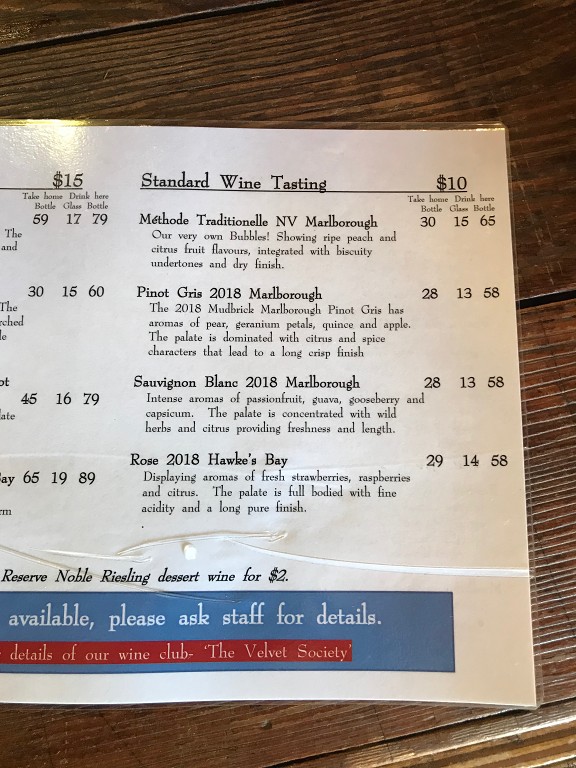 $15
Take home Drink here
Bottle Glass Bottle
59 17 79
The
and
30 15 60
The
rched
le
ot
45 16 79
late
ay 65 19 89
rm
Standard Wine Tasting $10
Take home Drink here
Bottle Glass Bottle
Méthode Traditionelle NV Marlborough 30 15 65
Our very own Bubbles! Showing ripe peach and
citrus fruit flavours, integrated with biscuity
undertones and dry finish.
Pinot Gris 2018 Marlborough 28 13 58
The 2018 Mudbrick Marlborough Pinot Gris has
aromas of pear, geranium petals, quince and apple.
The palate is dominated with citrus and spice
characters that lead to a long crisp finish
Sauvignon Blanc 2018 Marlborough 28 13 58
Intense aromas of passionfruit, guava, gooseberry and
capsicum. The palate is concentrated with wild
herbs and citrus providing freshness and length.
Rose 2018 Hawke's Bay 29 14 58
Displaying aromas of fresh strawberries, raspberries
and citrus. The palate is full bodied with fine
acidity and a long pure finish.
Reserve Noble Riesling dessert wine for $2.
available, please ask staff for details.
details of our wine club- 'The Velvet Society'